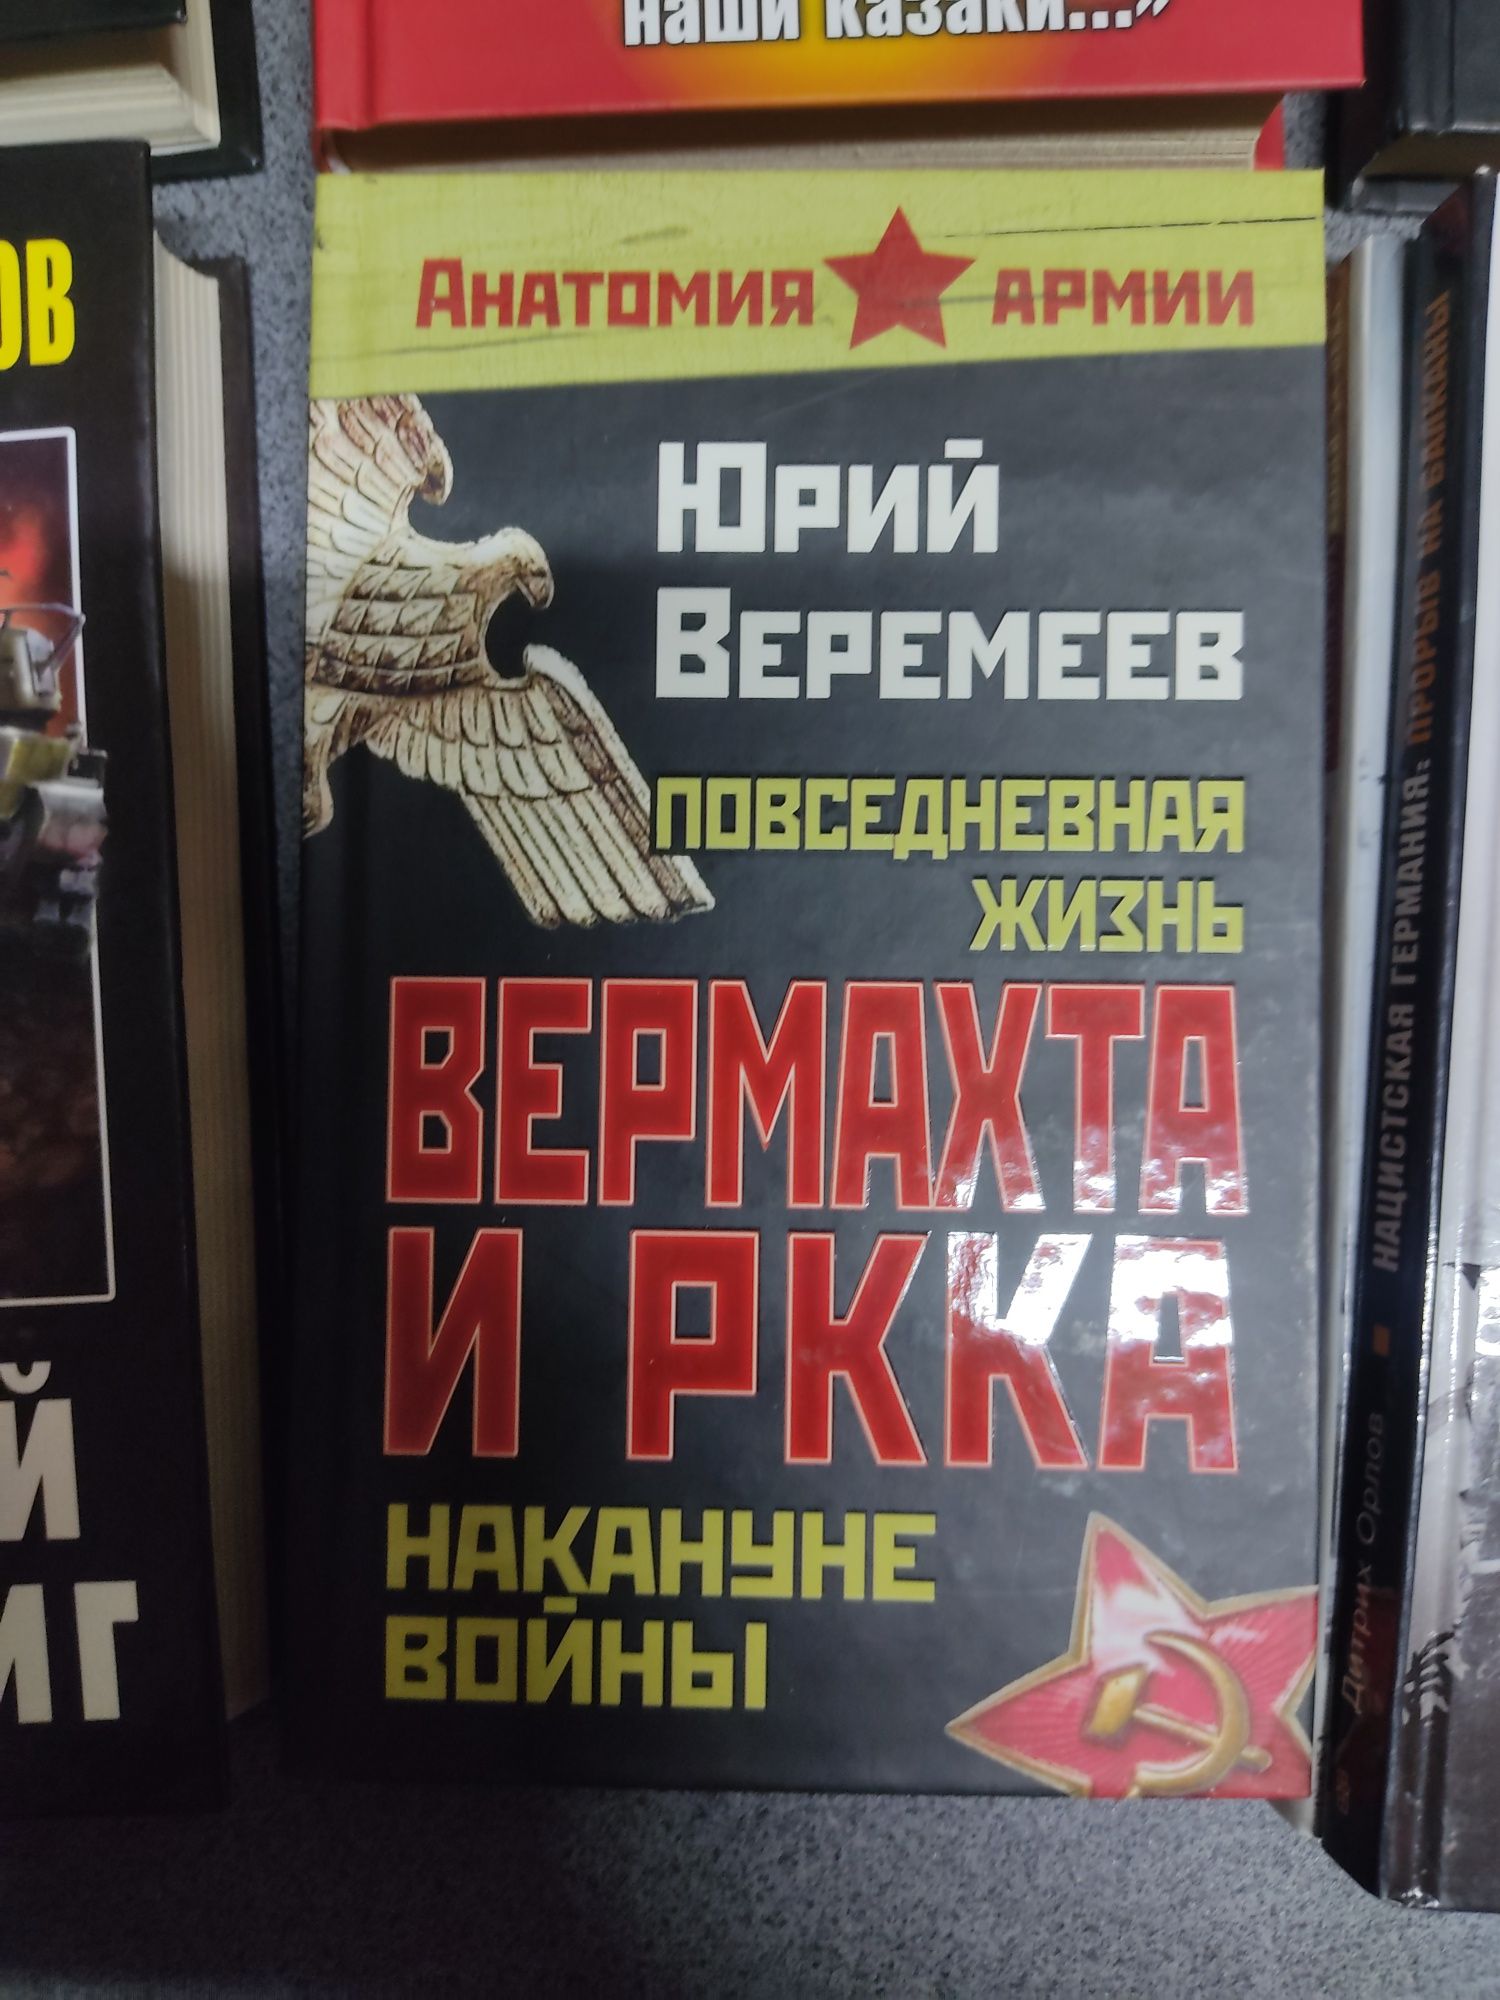 наши казаки...»
Анатомия армии
Юрий
Веремеев
повседневная
жизнь
ВЕРМАХТА
И РККА
накануне
войны
ОВ
Й
ИГ
Дитрих Орлов НАЦИСТСКАЯ ГЕРМАНИЯ: ПРОРЫВ НА БАЛКАНЫ